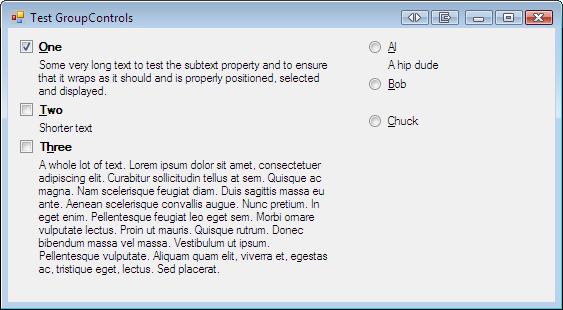 Test GroupControls
One
Some very long text to test the subtext property and to ensure
that it wraps as it should and is properly positioned, selected
and displayed.
Two
Shorter text
Three
A whole lot of text. Lorem ipsum dolor sit amet, consectetuer
adipiscing elit. Curabitur sollicitudin tellus at sem. Quisque ac
magna. Nam scelerisque feugiat diam. Duis sagittis massa eu
ante. Aenean scelerisque convallis augue. Nunc pretium. In
eget enim. Pellentesque feugiat leo eget sem. Morbi ornare
vulputate lectus. Proin ut mauris. Quisque rutrum. Donec
bibendum massa vel massa. Vestibulum ut ipsum.
Pellentesque vulputate. Aliquam quam elit, viverra et, egestas
ac, tristique eget, lectus. Sed placerat.
Al
A hip dude
Bob
Chuck